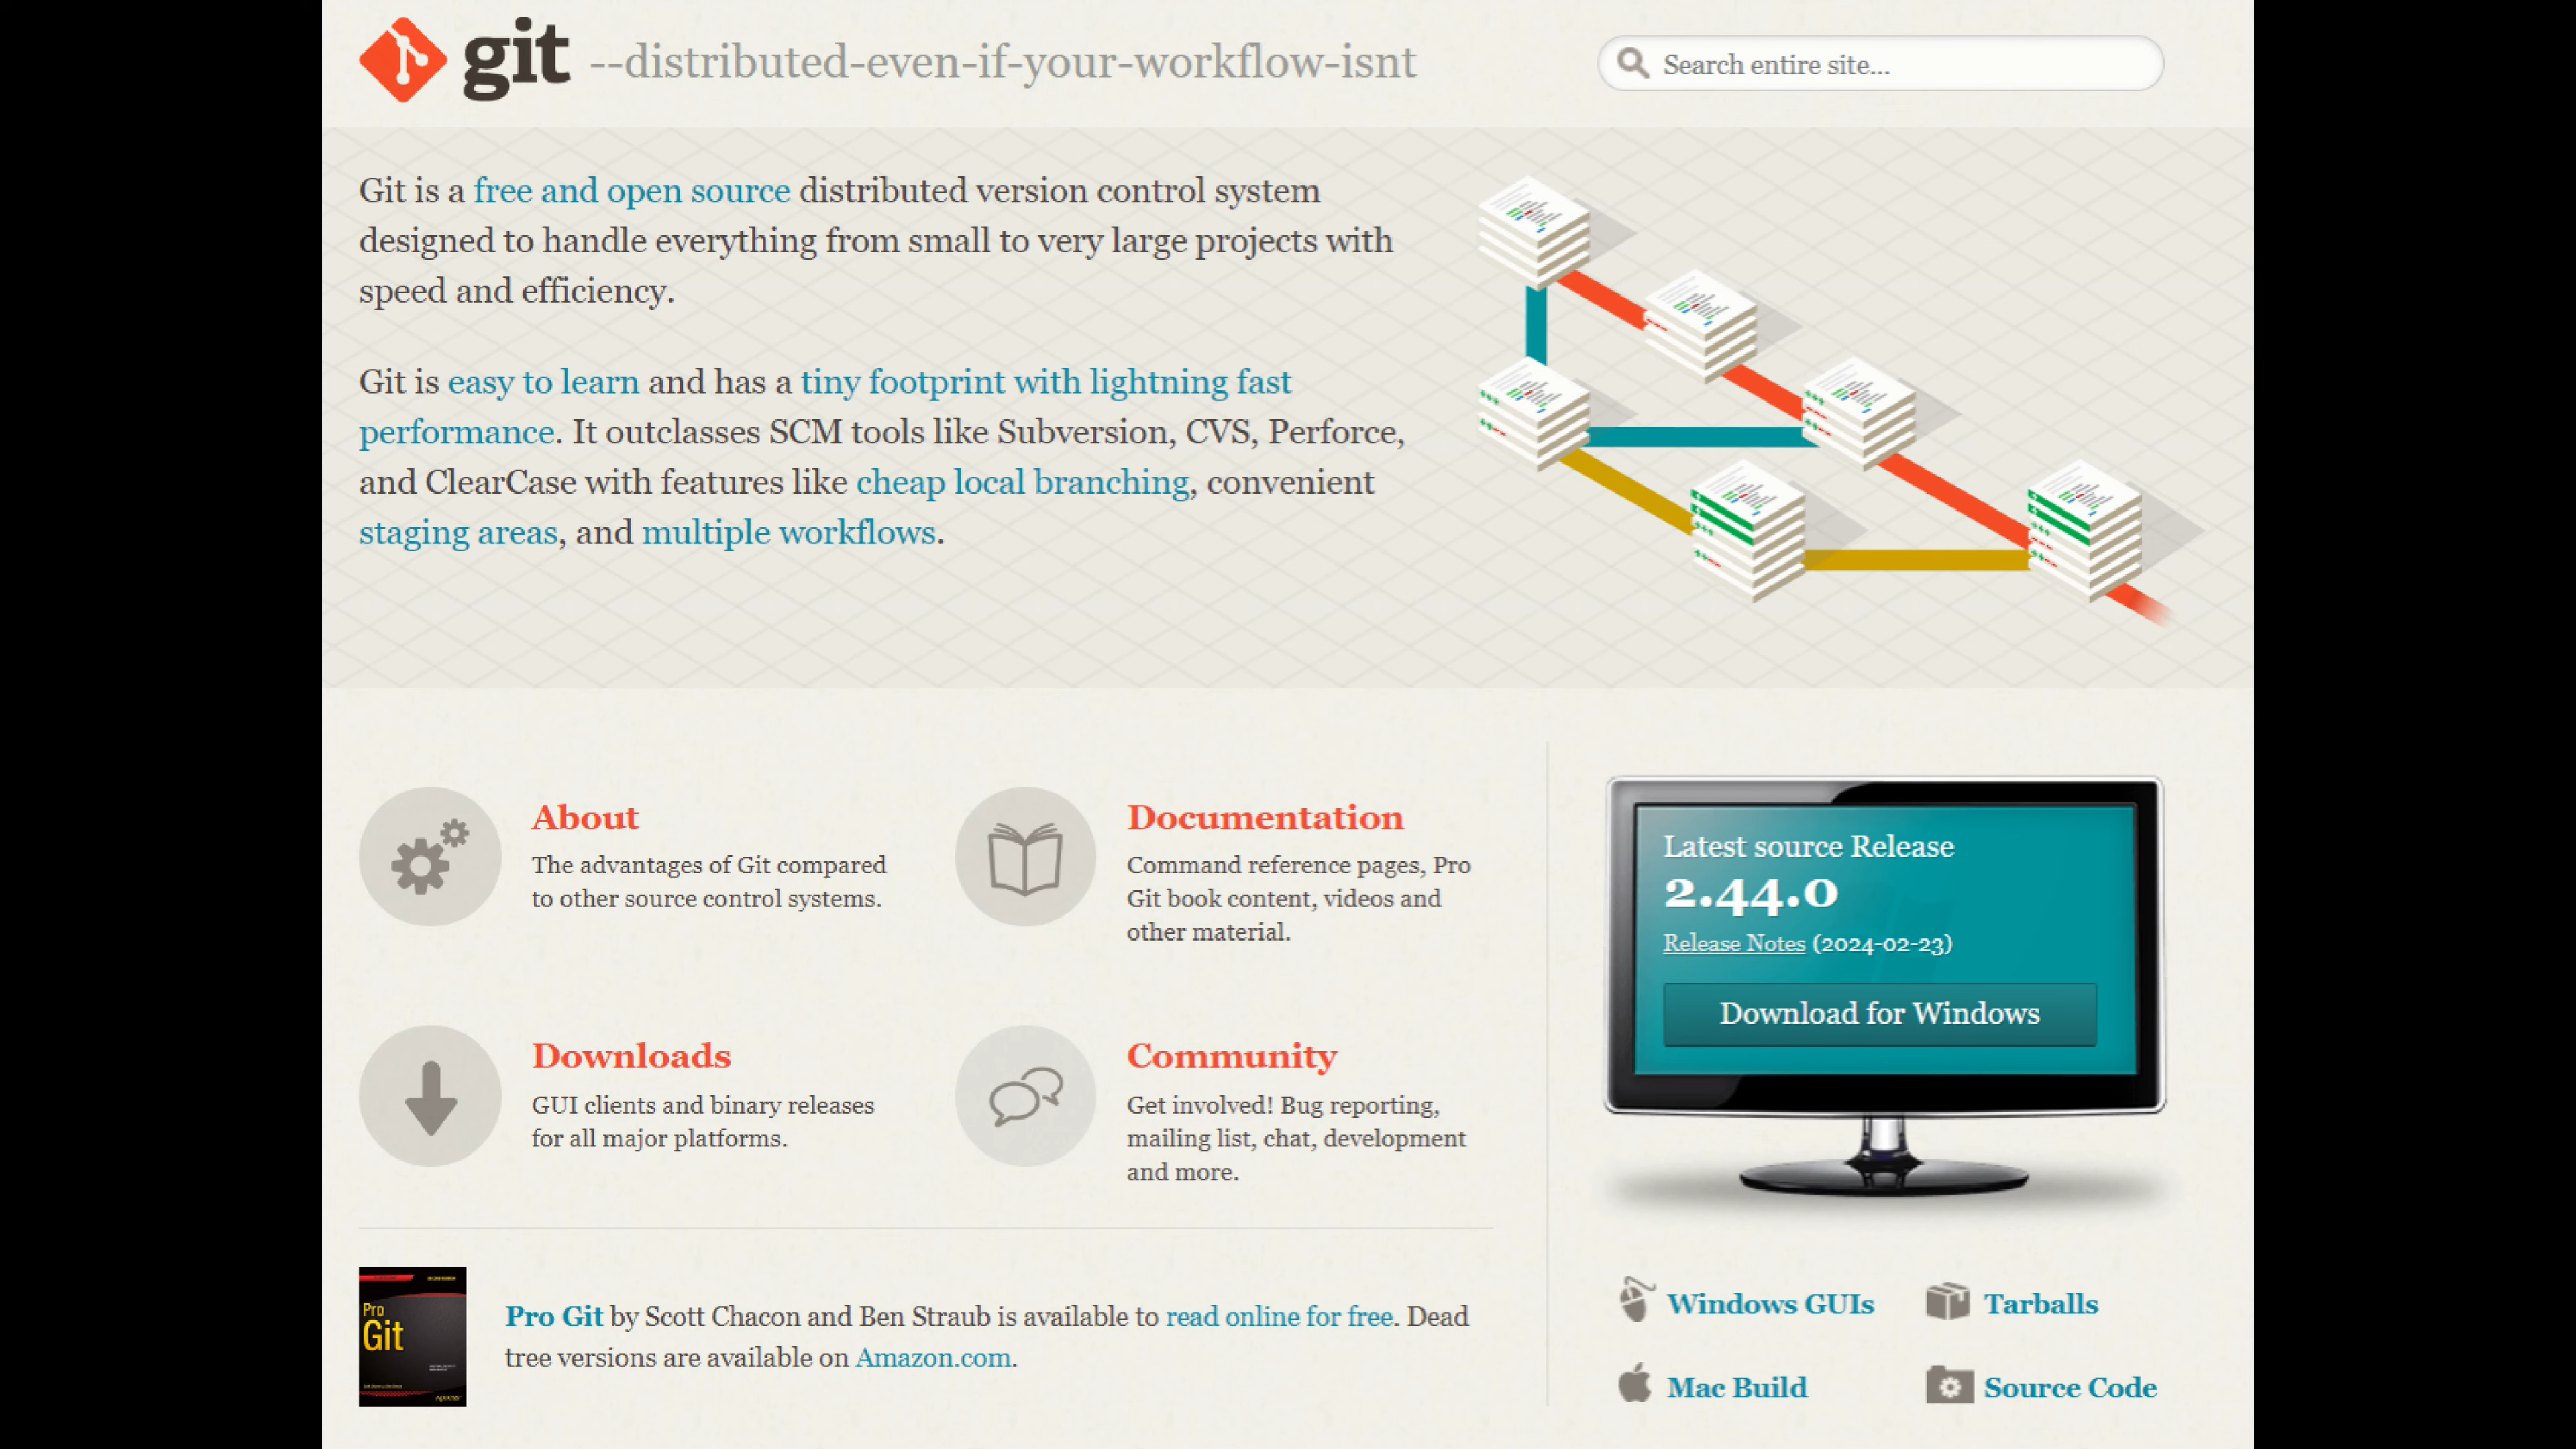 git --distributed-even-if-your-workflow-isnt
Search entire site...
Git is a free and open source distributed version control system
designed to handle everything from small to very large projects with
speed and efficiency.
Git is easy to learn and has a tiny footprint with lightning fast
performance. It outclasses SCM tools like Subversion, CVS, Perforce,
and ClearCase with features like cheap local branching, convenient
staging areas, and multiple workflows.
About
The advantages of Git compared
to other source control systems.
Documentation
Command reference pages, Pro
Git book content, videos and
other material.
Downloads
GUI clients and binary releases
for all major platforms.
Community
Get involved! Bug reporting,
mailing list, chat, development
and more.
Latest source Release
2.44.0
Release Notes (2024-02-23)
Download for Windows
Windows GUIs
Tarballs
Mac Build
Source Code
Pro
Git
Apress
Pro Git by Scott Chacon and Ben Straub is available to read online for free. Dead
tree versions are available on Amazon.com.